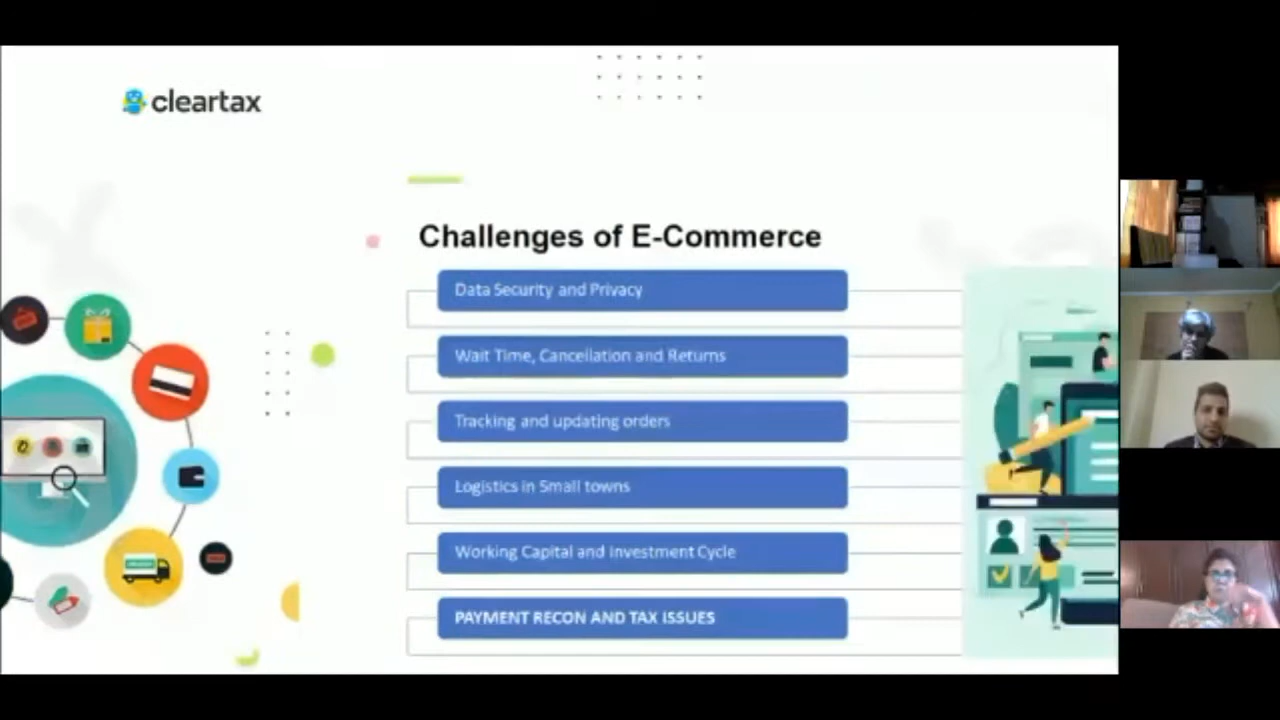 cleartax
Challenges of E-Commerce
Data Security and Privacy
Wait Time, Cancellation and Returns
Tracking and updating orders
Logistics in Small towns
Working Capital and Investment Cycle
PAYMENT RECON AND TAX ISSUES